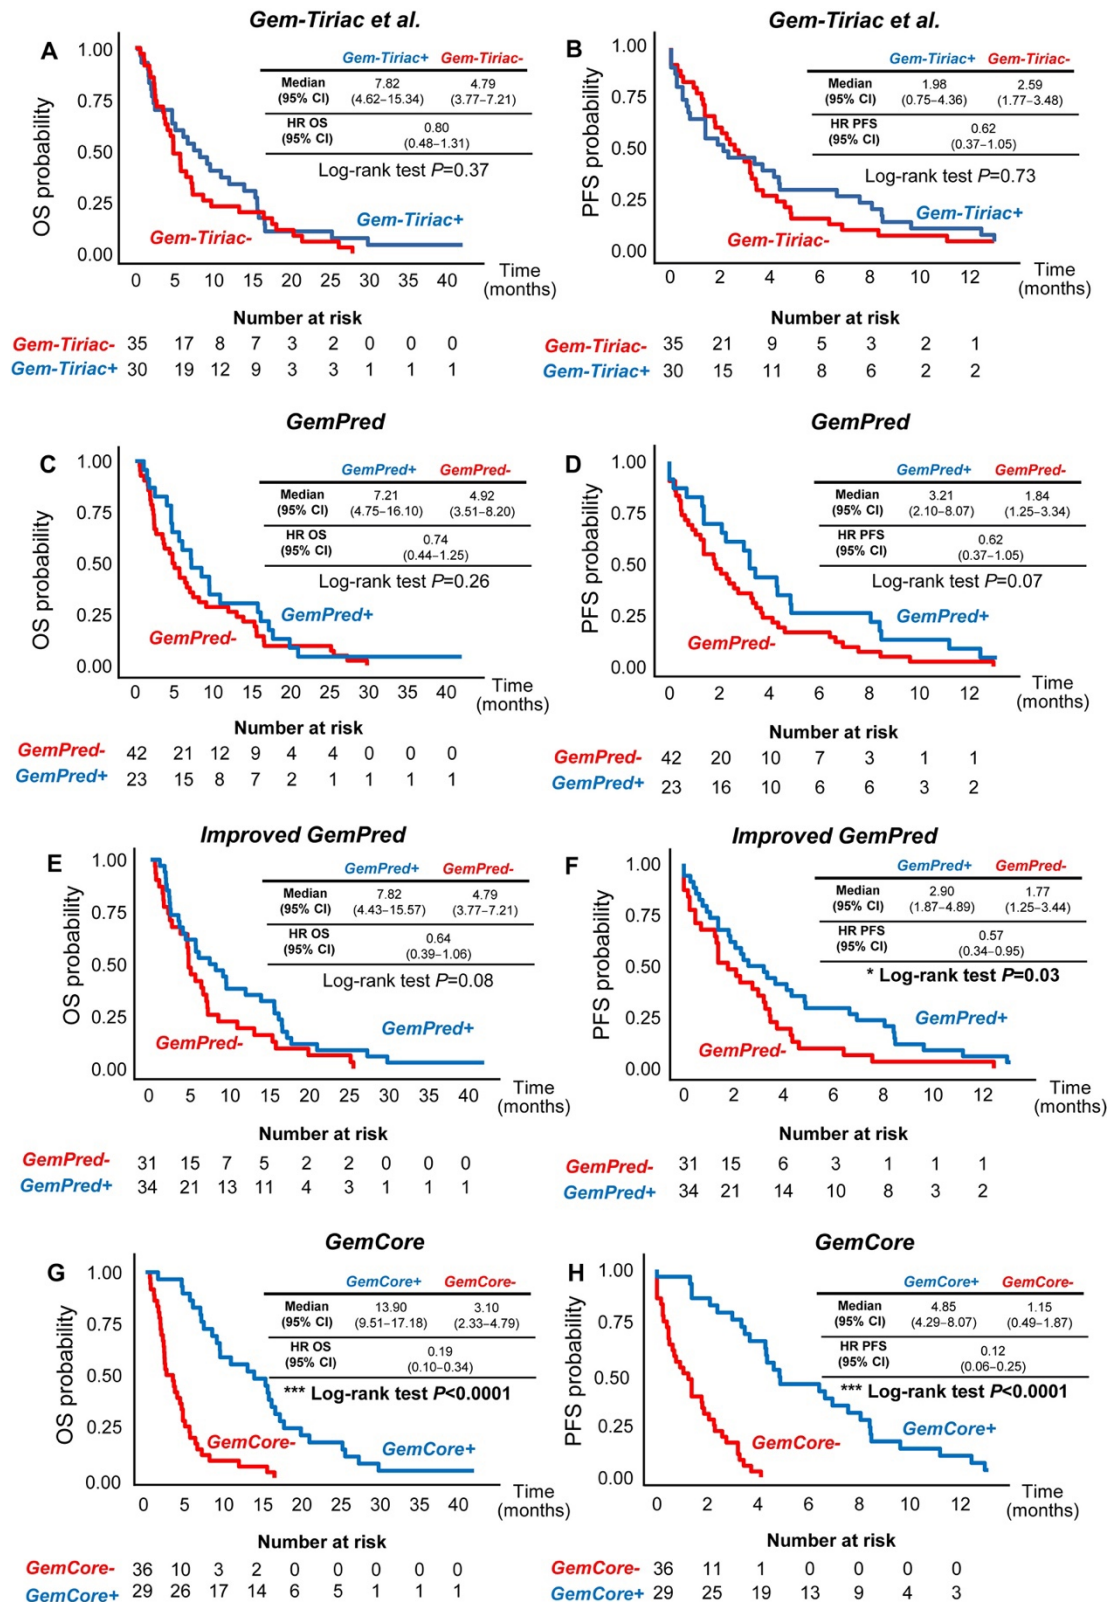 Gem-Tiriac et al.
A
1.00
0.75
0.50
0.25
0.00
OS probability
Gem-Tiriac+ Gem-Tiriac-
Median (95% CI) 7.82 (4.62–15.34) 4.79 (3.77–7.21)
HR OS (95% CI) 0.80 (0.48–1.31)
Log-rank test P=0.37
Gem-Tiriac+
Gem-Tiriac-
0 5 10 15 20 25 30 35 40
Time (months)
Number at risk
Gem-Tiriac- 35 17 8 7 3 2 0 0 0
Gem-Tiriac+ 30 19 12 9 3 3 1 1 1
Gem-Tiriac et al.
B
1.00
0.75
0.50
0.25
0.00
PFS probability
Gem-Tiriac+ Gem-Tiriac-
Median (95% CI) 1.98 (0.75–4.36) 2.59 (1.77–3.48)
HR PFS (95% CI) 0.62 (0.37–1.05)
Log-rank test P=0.73
Gem-Tiriac+
Gem-Tiriac-
0 2 4 6 8 10 12
Time (months)
Number at risk
Gem-Tiriac- 35 21 9 5 3 2 1
Gem-Tiriac+ 30 15 11 8 6 2 2
GemPred
C
1.00
0.75
0.50
0.25
0.00
OS probability
GemPred+ GemPred-
Median (95% CI) 7.21 (4.75–16.10) 4.92 (3.51–8.20)
HR OS (95% CI) 0.74 (0.44–1.25)
Log-rank test P=0.26
GemPred+
GemPred-
0 5 10 15 20 25 30 35 40
Time (months)
Number at risk
GemPred- 42 21 12 9 4 4 0 0 0
GemPred+ 23 15 8 7 2 1 1 1 1
GemPred
D
1.00
0.75
0.50
0.25
0.00
PFS probability
GemPred+ GemPred-
Median (95% CI) 3.21 (2.10–8.07) 1.84 (1.25–3.34)
HR PFS (95% CI) 0.62 (0.37–1.05)
Log-rank test P=0.07
GemPred+
GemPred-
0 2 4 6 8 10 12
Time (months)
Number at risk
GemPred- 42 20 10 7 3 1 1
GemPred+ 23 16 10 6 6 3 2
Improved GemPred
E
1.00
0.75
0.50
0.25
0.00
OS probability
GemPred+ GemPred-
Median (95% CI) 7.82 (4.43–15.57) 4.79 (3.77–7.21)
HR OS (95% CI) 0.64 (0.39–1.06)
Log-rank test P=0.08
GemPred+
GemPred-
0 5 10 15 20 25 30 35 40
Time (months)
Number at risk
GemPred- 31 15 7 5 2 2 0 0 0
GemPred+ 34 21 13 11 4 3 1 1 1
Improved GemPred
F
1.00
0.75
0.50
0.25
0.00
PFS probability
GemPred+ GemPred-
Median (95% CI) 2.90 (1.87–4.89) 1.77 (1.25–3.44)
HR PFS (95% CI) 0.57 (0.34–0.95)
* Log-rank test P=0.03
GemPred+
GemPred-
0 2 4 6 8 10 12
Time (months)
Number at risk
GemPred- 31 15 6 3 1 1 1
GemPred+ 34 21 14 10 8 3 2
GemCore
G
1.00
0.75
0.50
0.25
0.00
OS probability
GemCore+ GemCore-
Median (95% CI) 13.90 (9.51-17.18) 3.10 (2.33–4.79)
HR OS (95% CI) 0.19 (0.10–0.34)
*** Log-rank test P<0.0001
GemCore-
GemCore+
0 5 10 15 20 25 30 35 40
Time (months)
Number at risk
GemCore- 36 10 3 2 0 0 0 0 0
GemCore+ 29 26 17 14 6 5 1 1 1
GemCore
H
1.00
0.75
0.50
0.25
0.00
PFS probability
GemCore+ GemCore-
Median (95% CI) 4.85 (4.29–8.07) 1.15 (0.49–1.87)
HR PFS (95% CI) 0.12 (0.06–0.25)
*** Log-rank test P<0.0001
GemCore+
GemCore-
0 2 4 6 8 10 12
Time (months)
Number at risk
GemCore- 36 11 1 0 0 0 0
GemCore+ 29 25 19 13 9 4 3